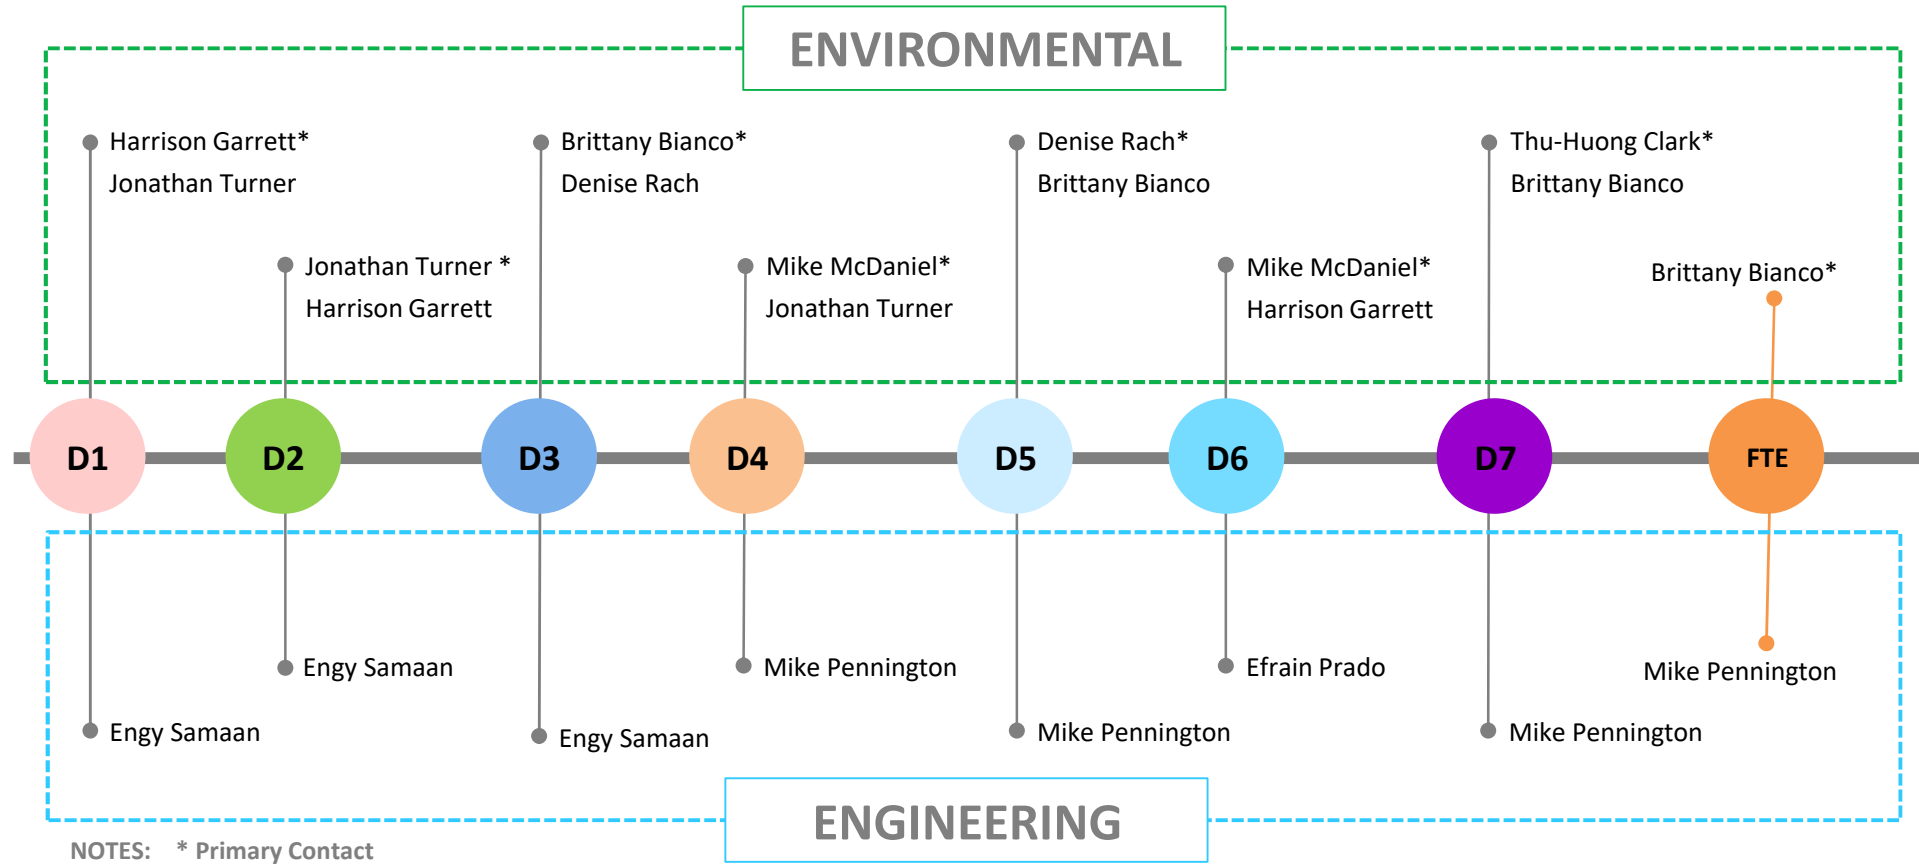 ENVIRONMENTAL
Harrison Garrett*
Jonathan Turner
Brittany Bianco*
Denise Rach
Denise Rach*
Brittany Bianco
Thu-Huong Clark*
Brittany Bianco
Jonathan Turner *
Harrison Garrett
Mike McDaniel*
Jonathan Turner
Mike McDaniel*
Harrison Garrett
Brittany Bianco*
D1
D2
D3
D4
D5
D6
D7
FTE
Engy Samaan
Mike Pennington
Efrain Prado
Mike Pennington
Engy Samaan
Engy Samaan
Mike Pennington
Mike Pennington
ENGINEERING
NOTES: * Primary Contact